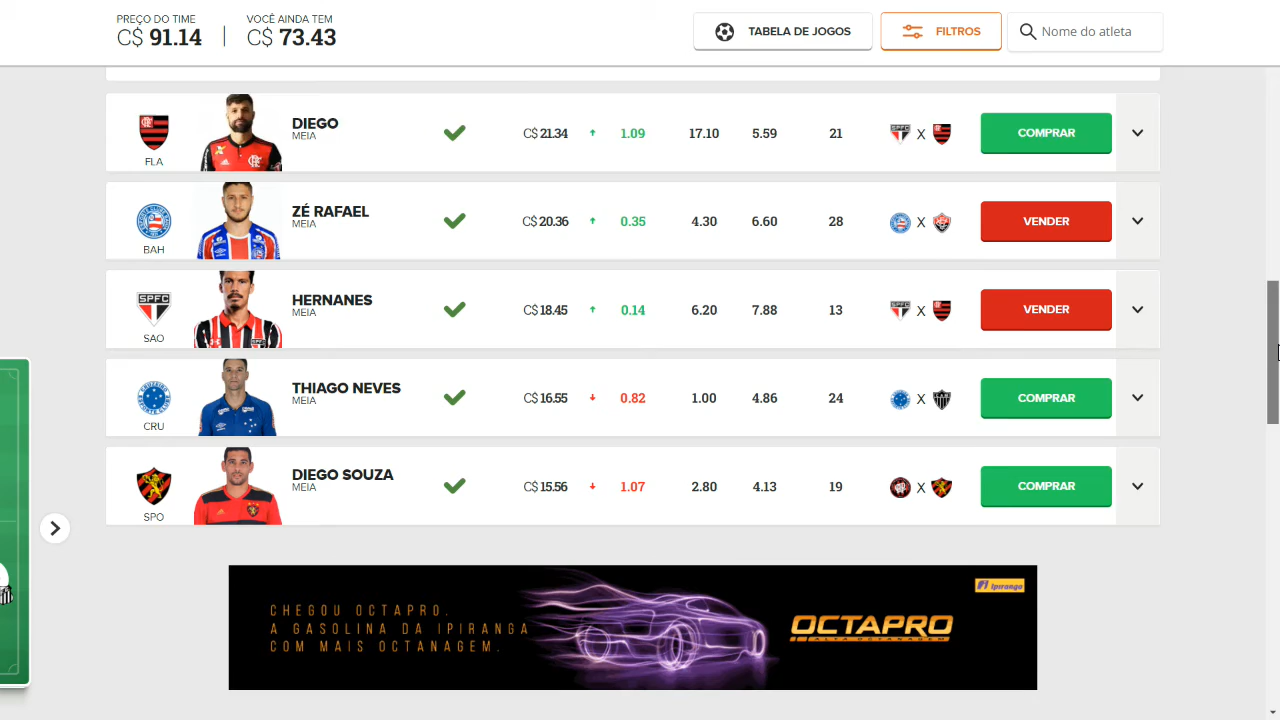 PREÇO DO TIME
C$ 91.14
VOCÊ AINDA TEM
C$ 73.43
TABELA DE JOGOS
FILTROS
Nome do atleta
FLA
DIEGO
MEIA
C$ 21.34 1.09 17.10 5.59 21
SPFC X
COMPRAR
BAH
ZÉ RAFAEL
MEIA
C$ 20.36 0.35 4.30 6.60 28
X
VENDER
SPFC
SAO
HERNANES
MEIA
C$ 18.45 0.14 6.20 7.88 13
SPFC X
VENDER
CRU
THIAGO NEVES
MEIA
C$ 16.55 0.82 1.00 4.86 24
X
COMPRAR
SPO
DIEGO SOUZA
MEIA
C$ 15.56 1.07 2.80 4.13 19
X
COMPRAR
CHEGOU OCTAPRO.
A GASOLINA DA IPIRANGA
COM MAIS OCTANAGEM.
OCTAPRO
ALTA OCTANAGEM
Ipiranga